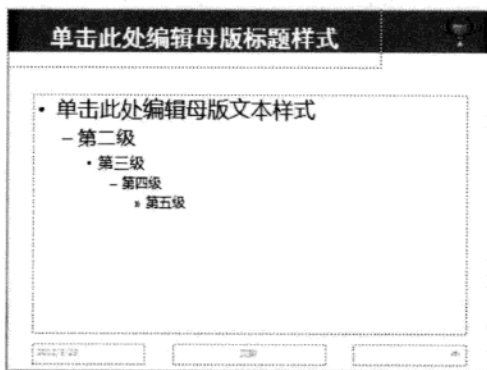 单击此处编辑母版标题样式
• 单击此处编辑母版文本样式
– 第二级
• 第三级
– 第四级
» 第五级